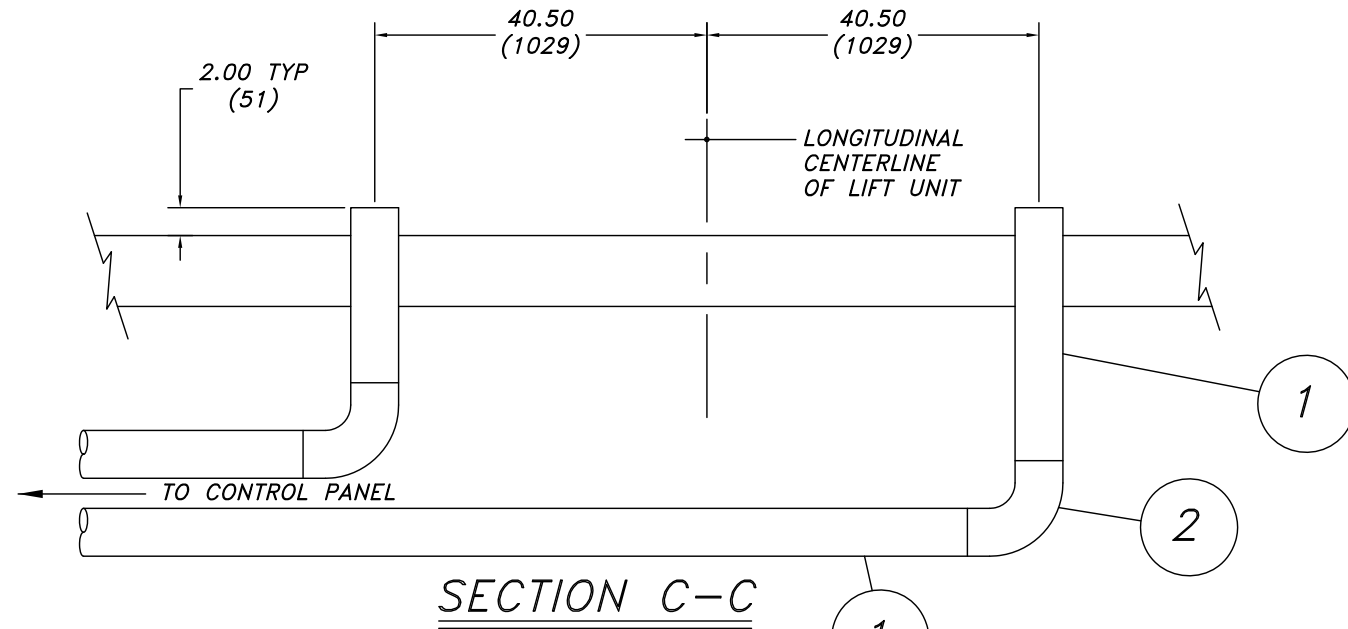 40.50
(1029)
40.50
(1029)
2.00 TYP
(51)
LONGITUDINAL
CENTERLINE
OF LIFT UNIT
1
TO CONTROL PANEL
2
SECTION C-C
1